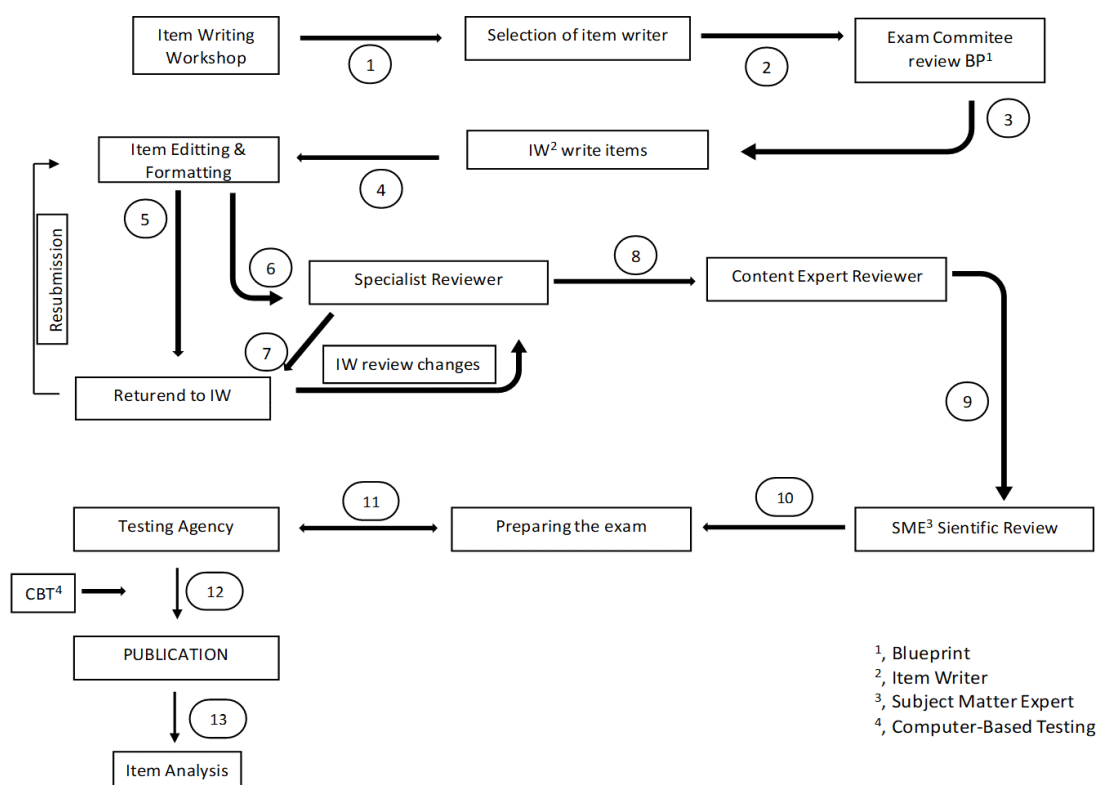 Item Writing
Workshop
1
Selection of item writer
2
Exam Commitee
review BP¹
3
IW² write items
4
Item Editting &
Formatting
5
6
Resubmission
Specialist Reviewer
7
8
Content Expert Reviewer
IW review changes
Returend to IW
9
SME³ Sientific Review
10
Preparing the exam
11
Testing Agency
CBT⁴
12
PUBLICATION
13
Item Analysis
¹, Blueprint
², Item Writer
³, Subject Matter Expert
⁴, Computer-Based Testing